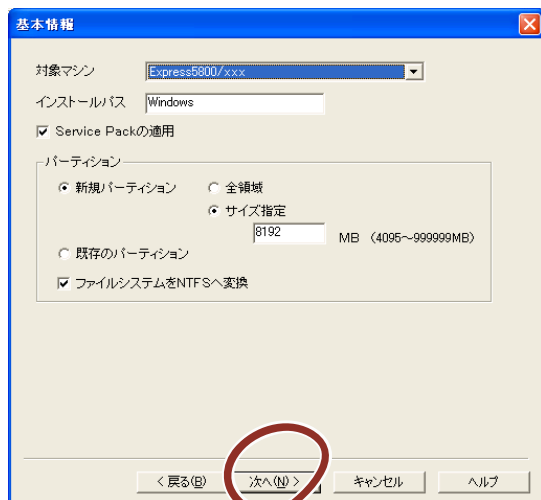 基本情報
対象マシン Express5800/xxx
インストールパス Windows
Service Packの適用
パーティション
新規パーティション 全領域
サイズ指定
8192 MB (4095～999999MB)
既存のパーティション
ファイルシステムをNTFSへ変換
< 戻る(B) 次へ(N) > キャンセル ヘルプ